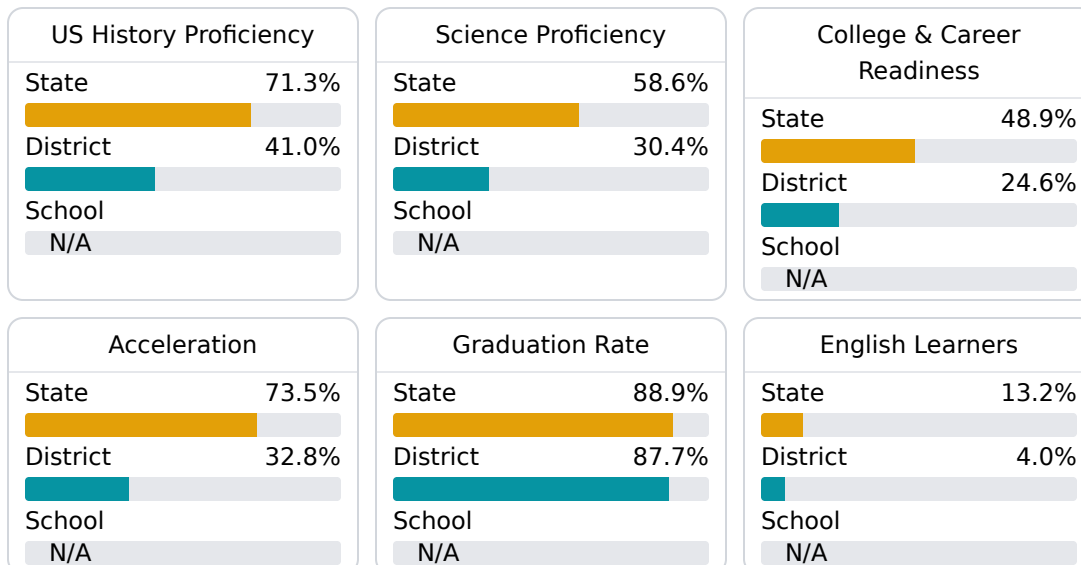 US History Proficiency
State 71.3%
District 41.0%
School
N/A
Science Proficiency
State 58.6%
District 30.4%
School
N/A
College & Career
Readiness
State 48.9%
District 24.6%
School
N/A
Acceleration
State 73.5%
District 32.8%
School
N/A
Graduation Rate
State 88.9%
District 87.7%
School
N/A
English Learners
State 13.2%
District 4.0%
School
N/A